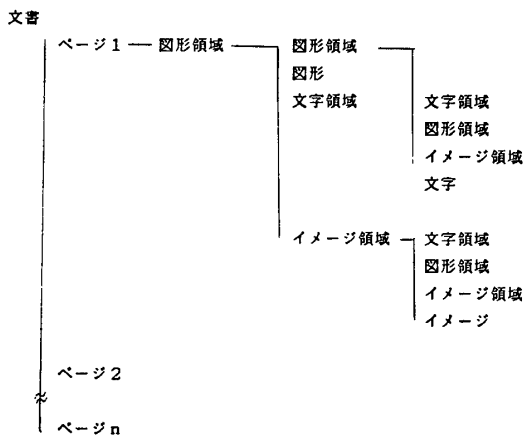 文書
ページ1 図形領域 図形領域
図形
文字領域
文字領域
図形領域
イメージ領域
文字
イメージ領域 文字領域
図形領域
イメージ領域
イメージ
ページ2
ページn